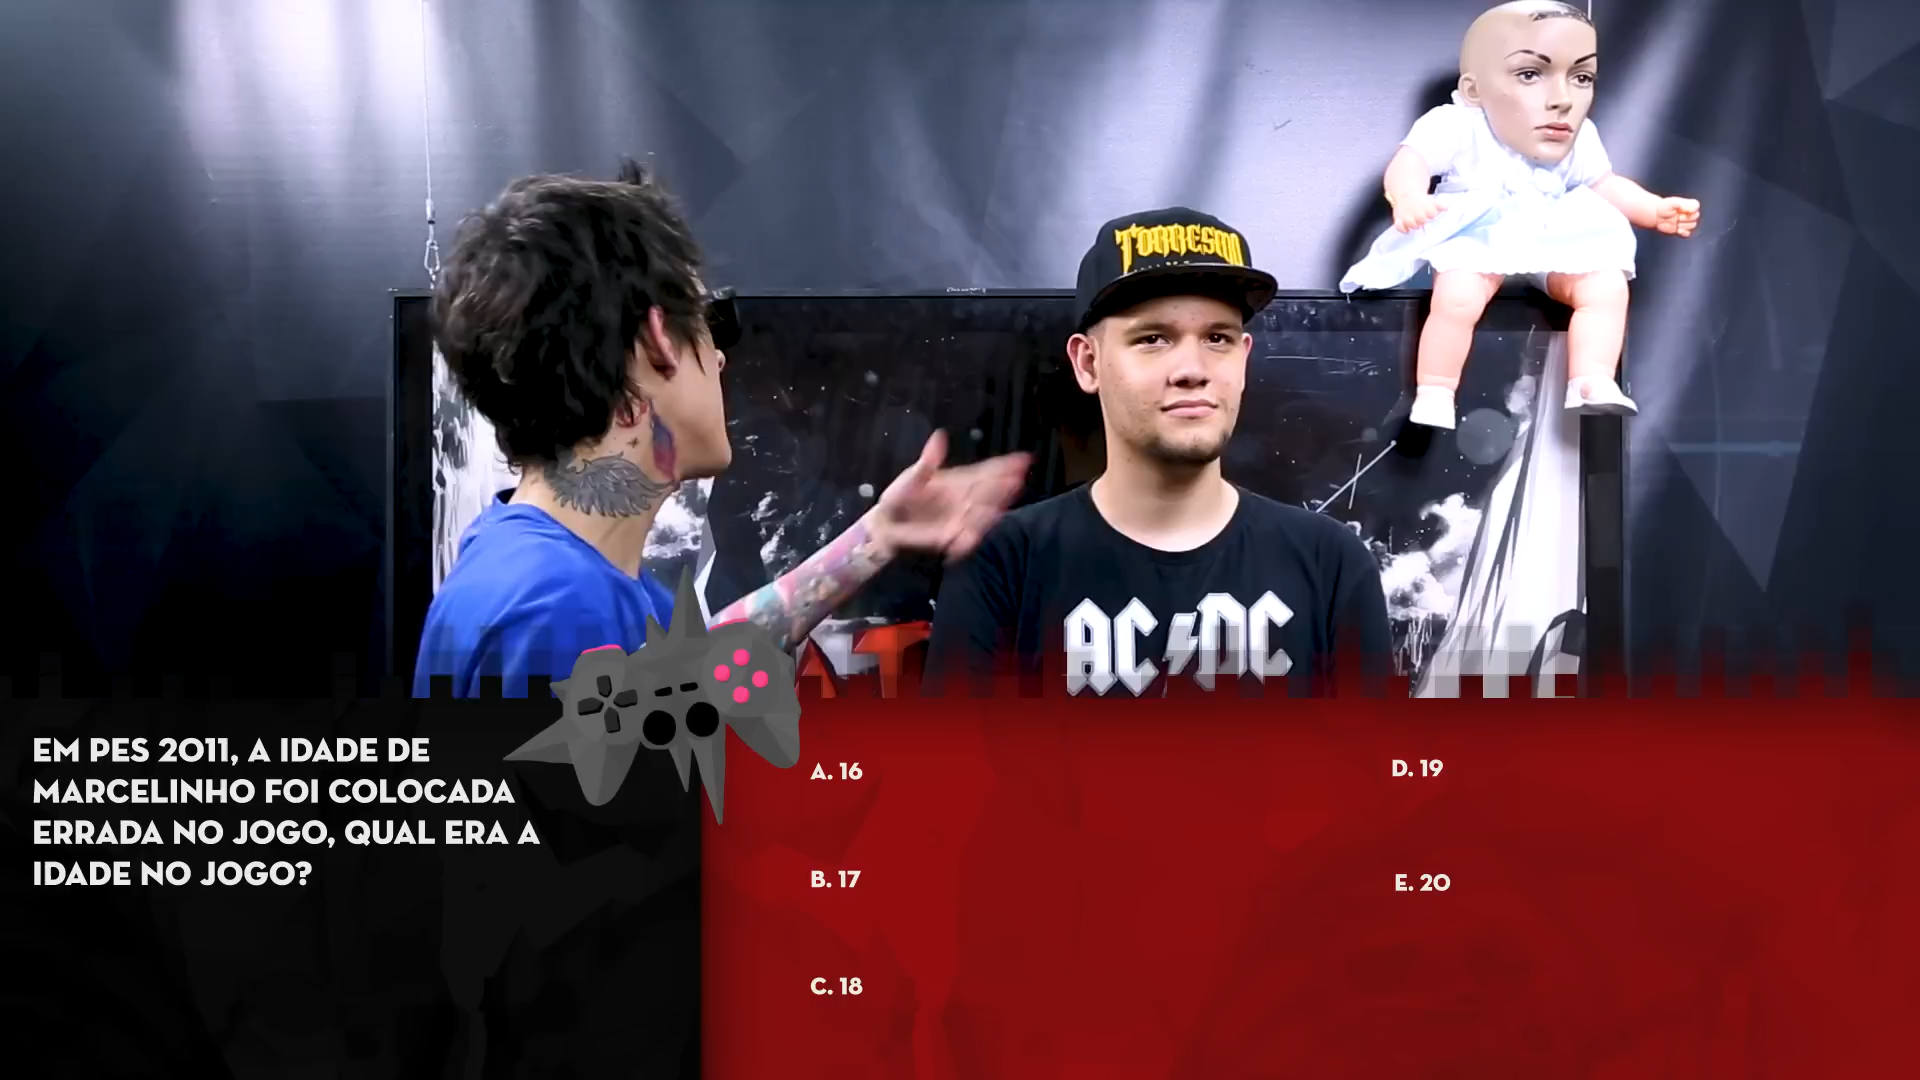 TORRESMO
AC DC
EM PES 2011, A IDADE DE
MARCELINHO FOI COLOCADA
ERRADA NO JOGO, QUAL ERA A
IDADE NO JOGO?
A. 16
B. 17
C. 18
D. 19
E. 20